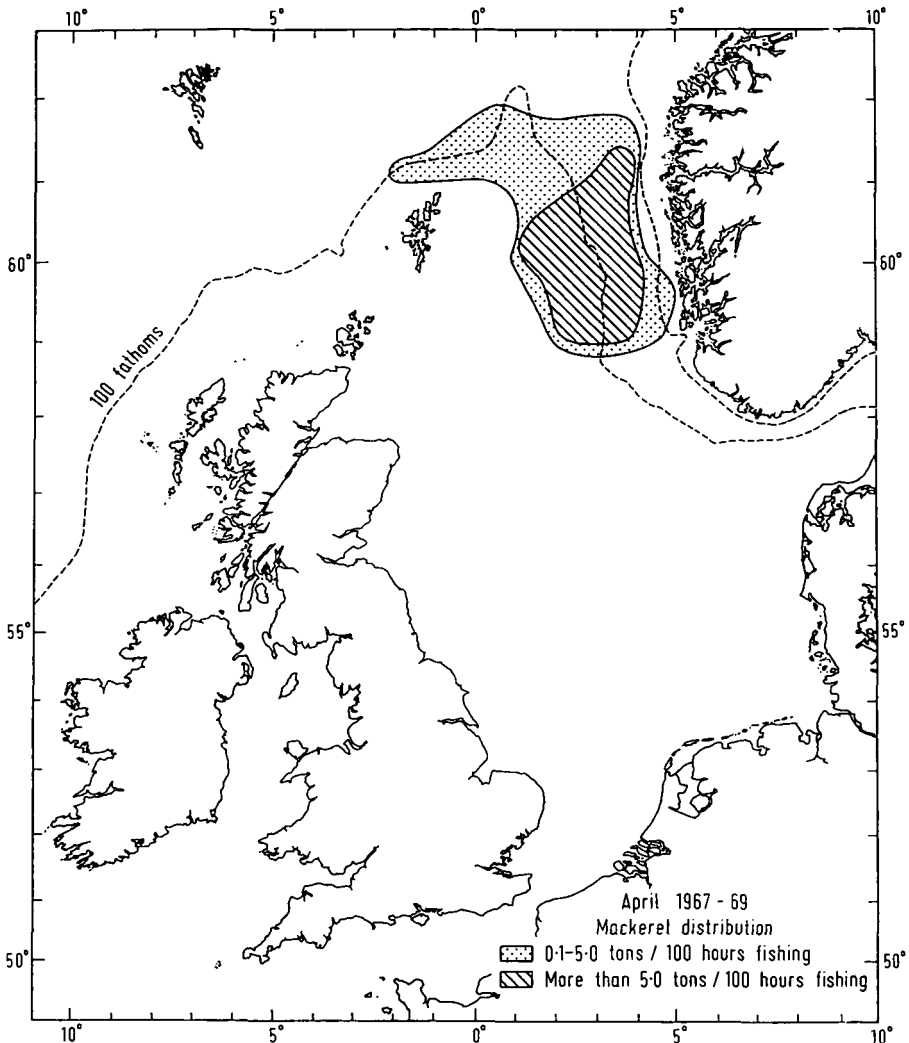 10° 5° 0° 5° 10°
60° 60°
100 fathoms
55° 55°
April 1967 - 69
Mackeret distribution
0·1-5·0 tons / 100 hours fishing
50° 50°
More than 5·0 tons / 100 hours fishing
10° 5° 0° 5° 10°